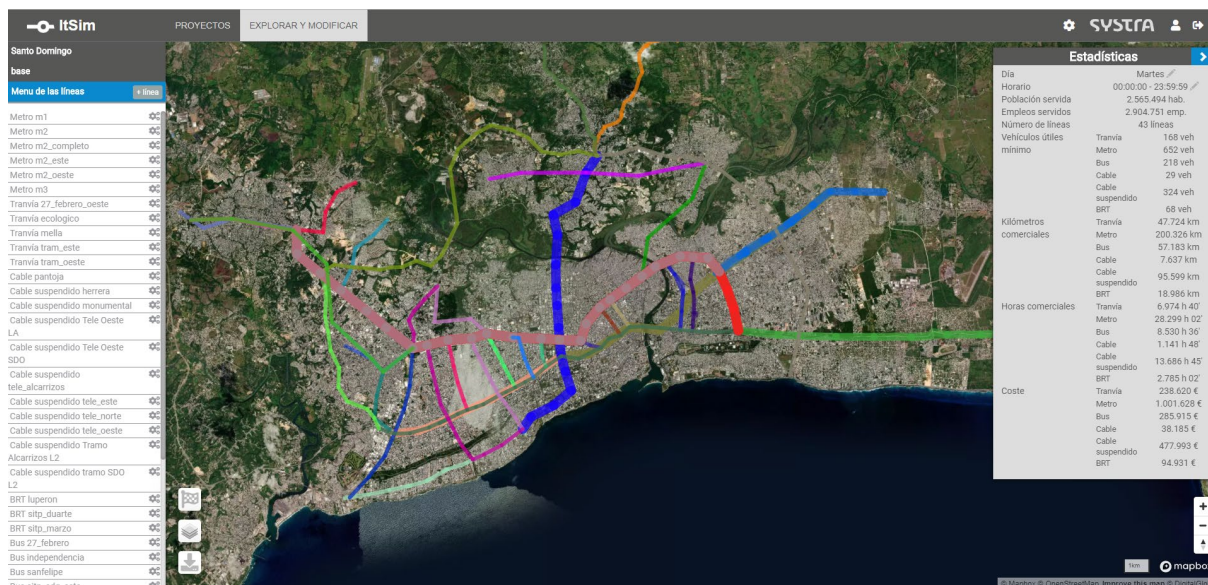 ItSim
PROYECTOS
EXPLORAR Y MODIFICAR
SYSTRA
Santo Domingo
base
Menu de las líneas
+ línea
Metro m1
Metro m2
Metro m2_completo
Metro m2_este
Metro m2_oeste
Metro m3
Tranvía 27_febrero_oeste
Tranvía ecologico
Tranvía mella
Tranvía tram_este
Tranvía tram_oeste
Cable pantoja
Cable suspendido herrera
Cable suspendido monumental
Cable suspendido Tele Oeste
LA
Cable suspendido Tele Oeste
SDO
Cable suspendido
tele_alcarrizos
Cable suspendido tele_este
Cable suspendido tele_norte
Cable suspendido tele_oeste
Cable suspendido Tramo
Alcarrizos L2
Cable suspendido tramo SDO
L2
BRT luperon
BRT sitp_duarte
BRT sitp_marzo
Bus 27_febrero
Bus independencia
Bus sanfelipe
Estadísticas
Día Martes
Horario 00:00:00 - 23:59:59
Población servida 2.565.494 hab.
Empleos servidos 2.904.751 emp.
Número de líneas 43 líneas
Vehículos útiles Tranvía 168 veh
mínimo Metro 652 veh
Bus 218 veh
Cable 29 veh
Cable
suspendido 324 veh
BRT 68 veh
Kilómetros Tranvía 47.724 km
comerciales Metro 200.326 km
Bus 57.183 km
Cable 7.637 km
Cable
suspendido 95.599 km
BRT 18.986 km
Horas comerciales Tranvía 6.974 h 40'
Metro 28.299 h 02'
Bus 8.530 h 36'
Cable 1.141 h 48'
Cable
suspendido 13.686 h 45'
BRT 2.785 h 02'
Coste Tranvía 238.620 €
Metro 1.001.628 €
Bus 285.915 €
Cable 38.185 €
Cable
suspendido 477.993 €
BRT 94.931 €
1km
mapbox
© Mapbox © OpenStreetMap Improve this map